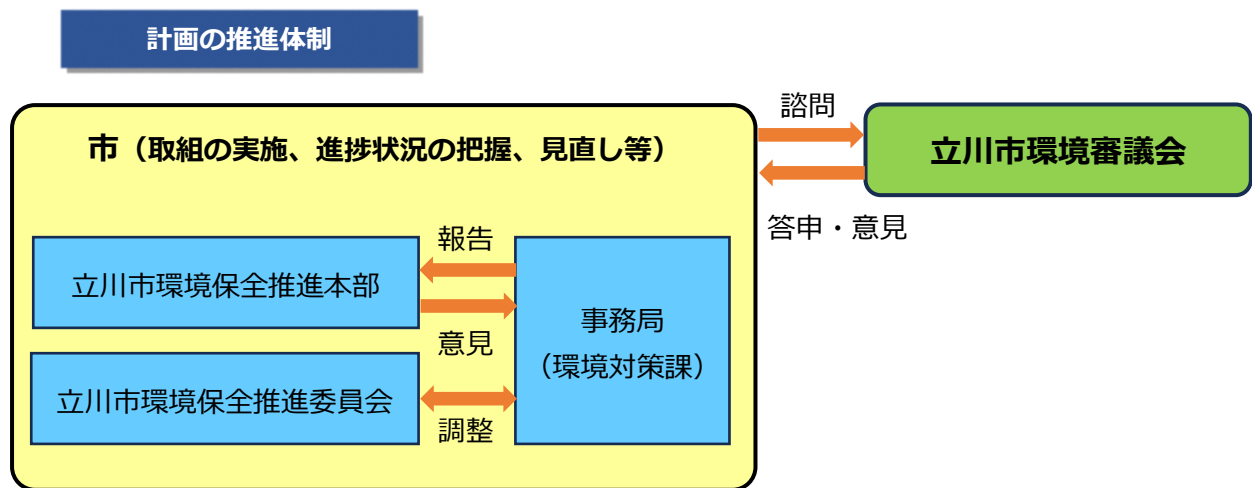 計画の推進体制
市（取組の実施、進捗状況の把握、見直し等）
諮問
立川市環境審議会
答申・意見
立川市環境保全推進本部
報告
意見
事務局
（環境対策課）
立川市環境保全推進委員会
調整